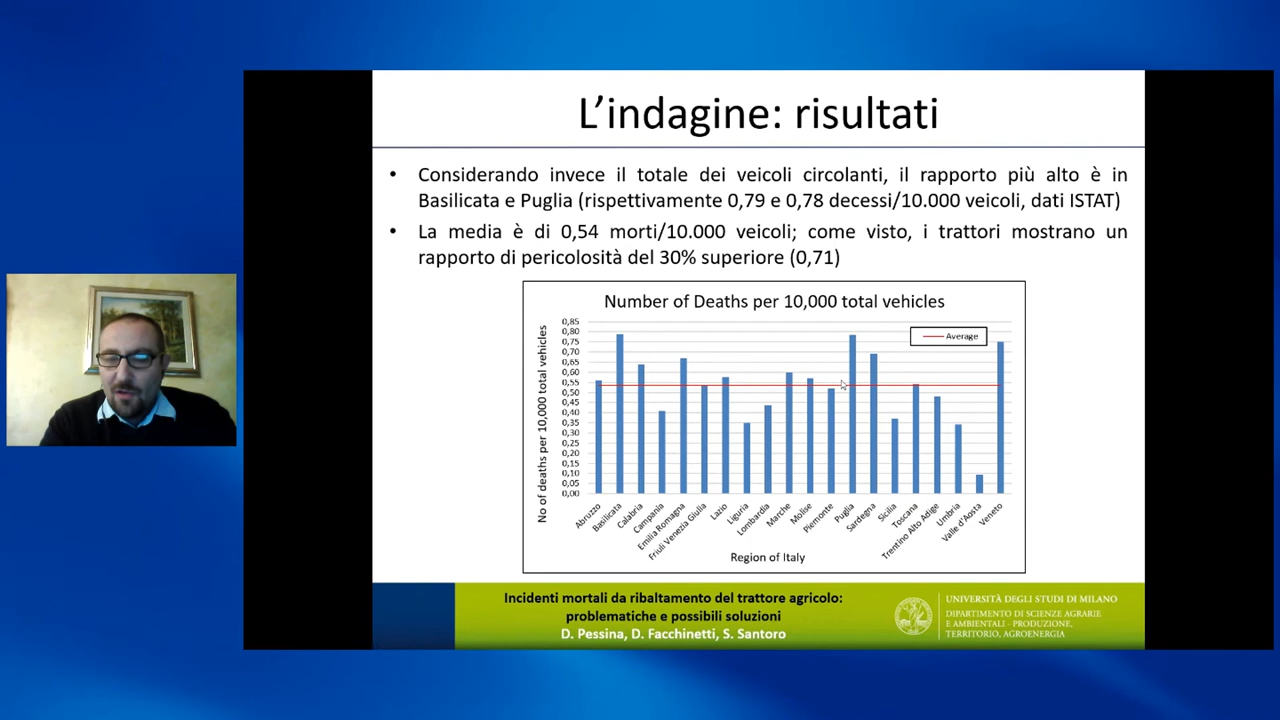 L'indagine: risultati
• Considerando invece il totale dei veicoli circolanti, il rapporto più alto è in
Basilicata e Puglia (rispettivamente 0,79 e 0,78 decessi/10.000 veicoli, dati ISTAT)
• La media è di 0,54 morti/10.000 veicoli; come visto, i trattori mostrano un
rapporto di pericolosità del 30% superiore (0,71)
Number of Deaths per 10,000 total vehicles
No of deaths per 10,000 total vehicles
0,85
0,80
0,75
0,70
0,65
0,60
0,55
0,50
0,45
0,40
0,35
0,30
0,25
0,20
0,15
0,10
0,05
0,00
Average
Abruzzo
Basilicata
Calabria
Campania
Emilia Romagna
Friuli Venezia Giulia
Lazio
Liguria
Lombardia
Marche
Molise
Piemonte
Puglia
Sardegna
Sicilia
Toscana
Trentino Alto Adige
Umbria
Valle d'Aosta
Veneto
Region of Italy
Incidenti mortali da ribaltamento del trattore agricolo:
problematiche e possibili soluzioni
D. Pessina, D. Facchinetti, S. Santoro
UNIVERSITÀ DEGLI STUDI DI MILANO
DIPARTIMENTO DI SCIENZE AGRARIE
E AMBIENTALI - PRODUZIONE,
TERRITORIO, AGROENERGIA